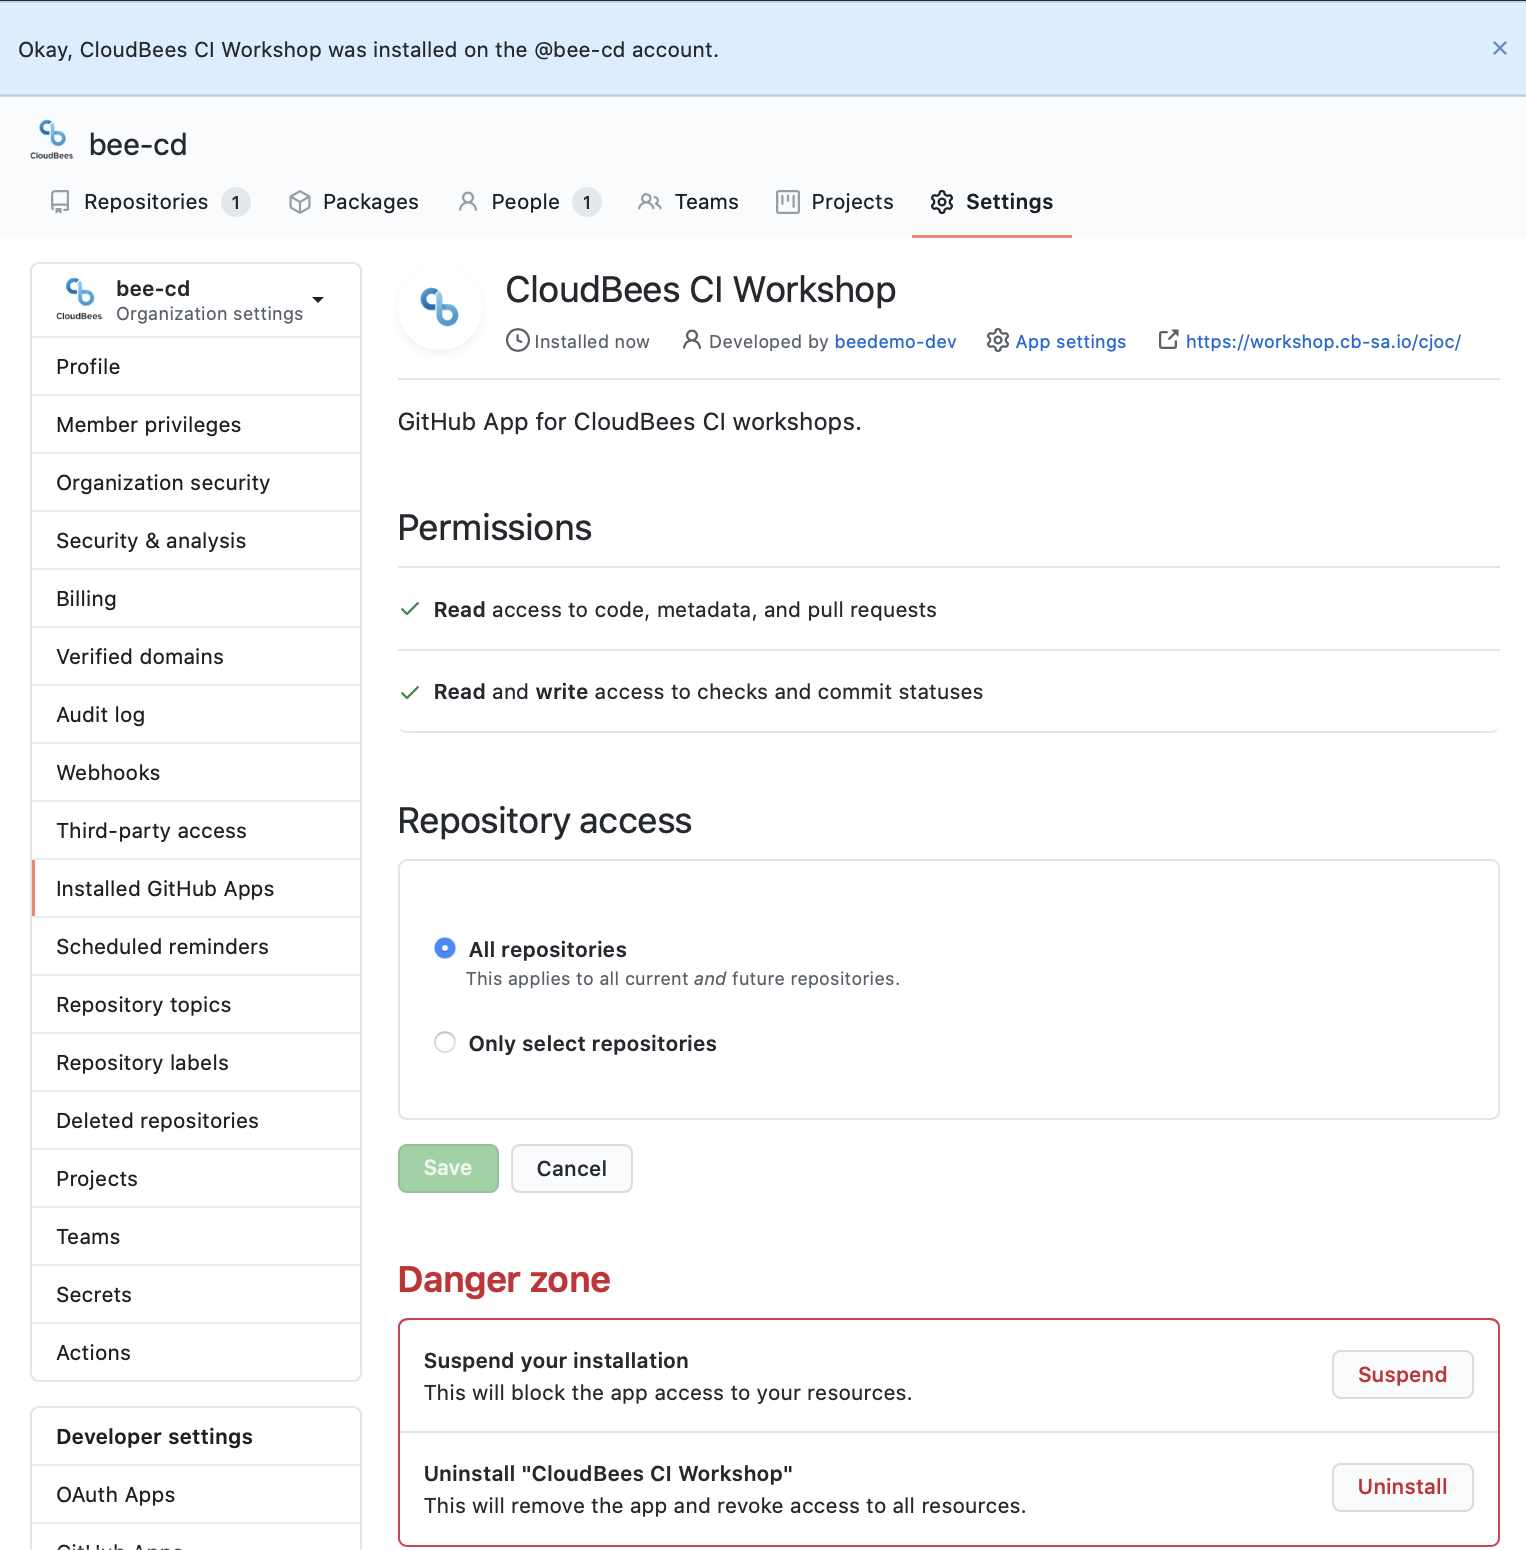 Okay, CloudBees CI Workshop was installed on the @bee-cd account.
CloudBees
bee-cd
Repositories 1 Packages People 1 Teams Projects Settings
CloudBees
bee-cd
Organization settings
Profile
Member privileges
Organization security
Security & analysis
Billing
Verified domains
Audit log
Webhooks
Third-party access
Installed GitHub Apps
Scheduled reminders
Repository topics
Repository labels
Deleted repositories
Projects
Teams
Secrets
Actions
Developer settings
OAuth Apps
GitHub Apps
CloudBees CI Workshop
Installed now Developed by beedemo-dev App settings https://workshop.cb-sa.io/cjoc/
GitHub App for CloudBees CI workshops.
Permissions
Read access to code, metadata, and pull requests
Read and write access to checks and commit statuses
Repository access
All repositories
This applies to all current and future repositories.
Only select repositories
Save Cancel
Danger zone
Suspend your installation
This will block the app access to your resources.
Suspend
Uninstall "CloudBees CI Workshop"
This will remove the app and revoke access to all resources.
Uninstall